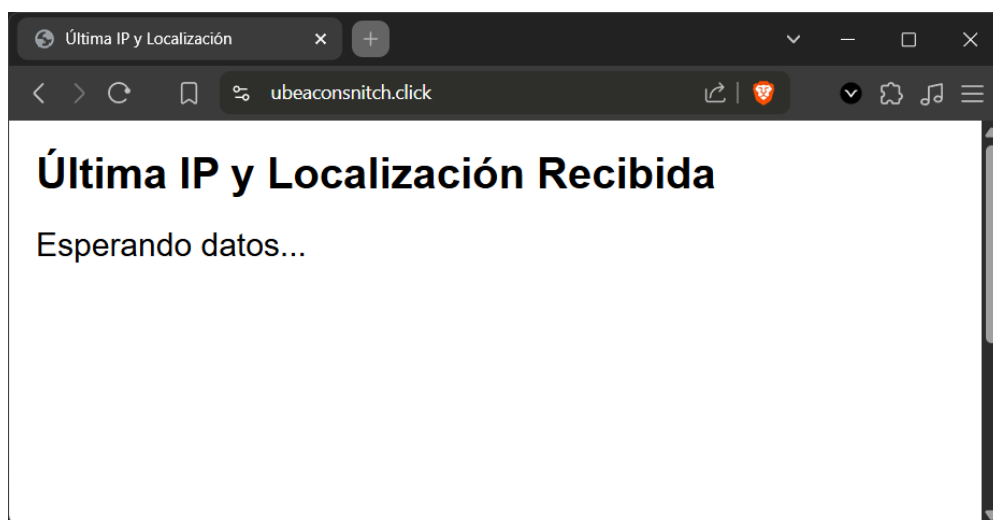 Última IP y Localización
ubeaconsnitch.click
Última IP y Localización Recibida
Esperando datos...